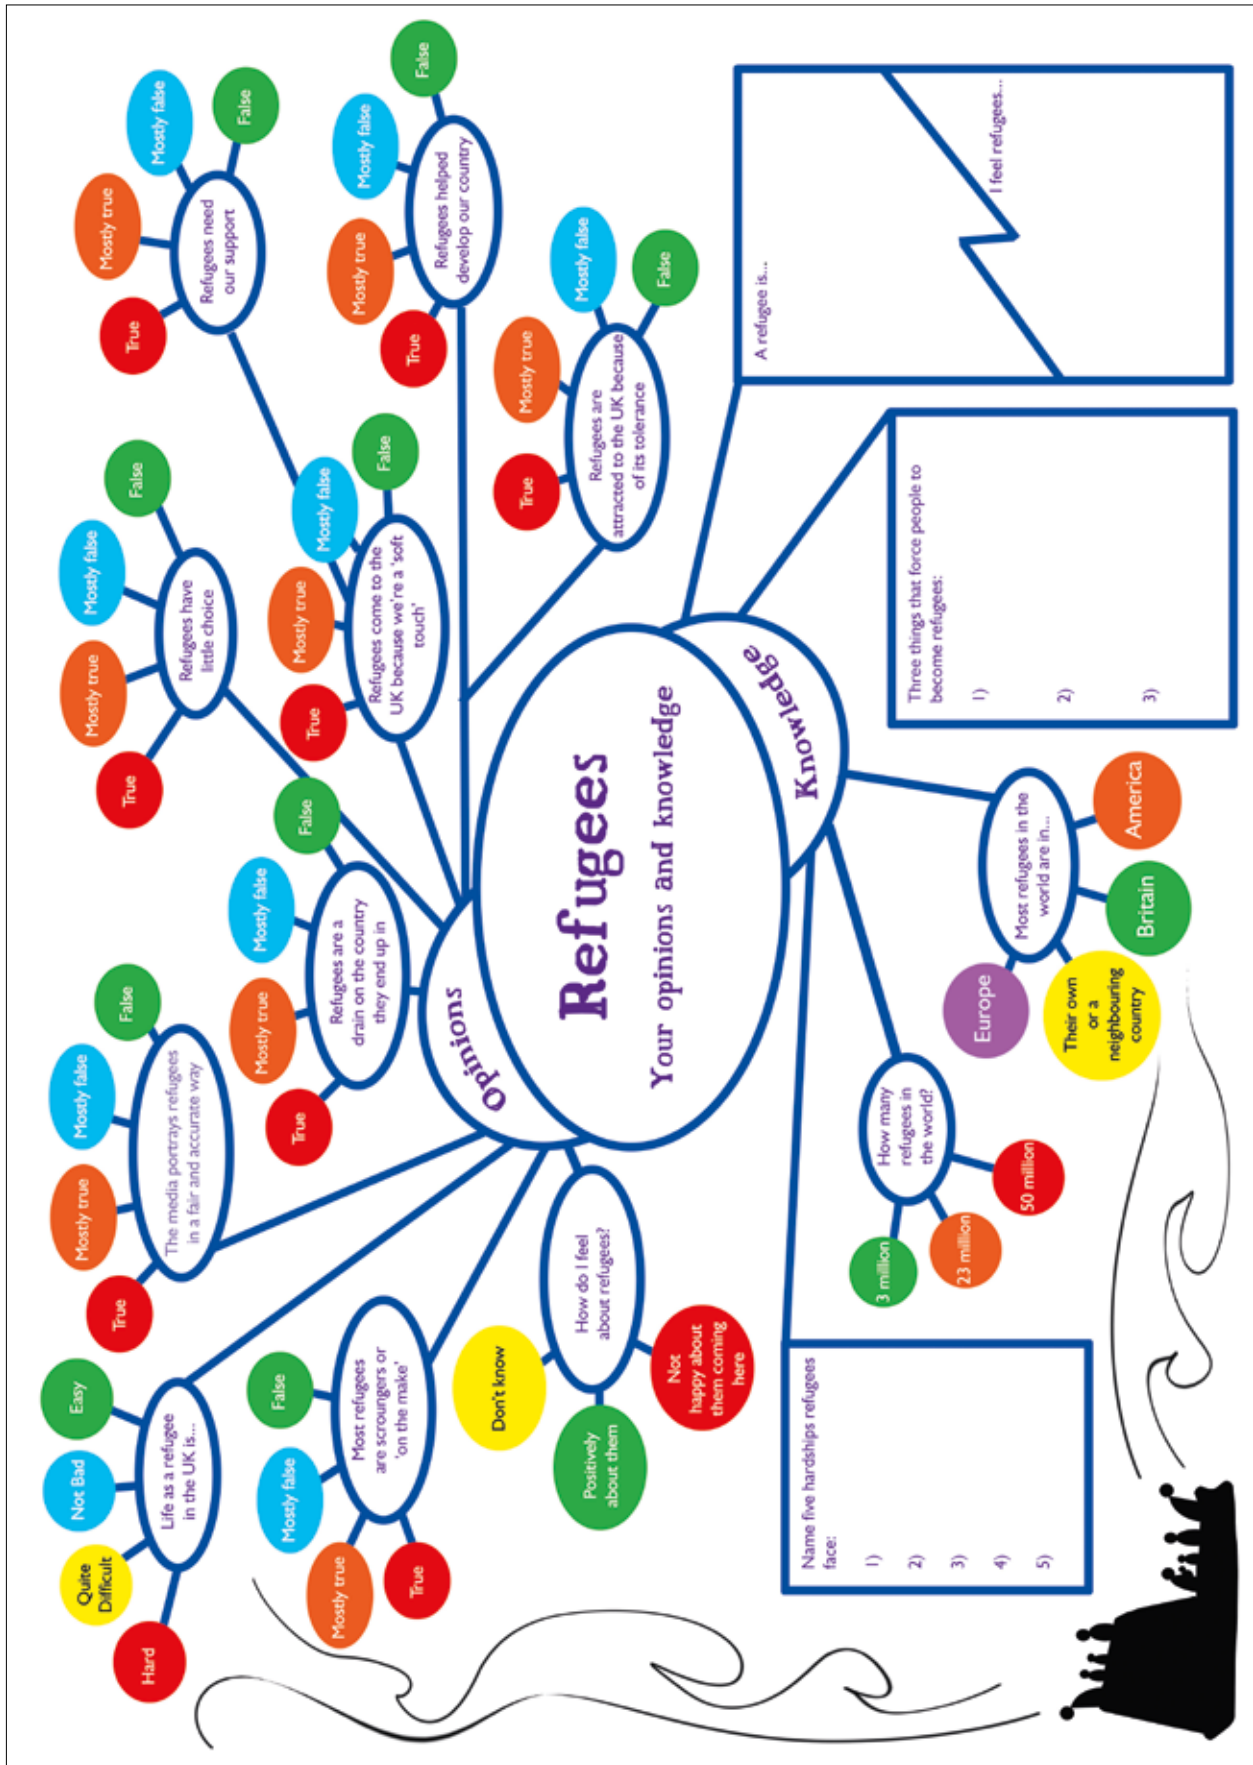 Refugees
Your opinions and knowledge
Opinions
Life as a refugee
in the UK is...
Hard
Quite
Difficult
Not Bad
Easy
The media portrays refugees
in a fair and accurate way
True
Mostly true
Mostly false
False
Refugees have
little choice
True
Mostly true
Mostly false
False
Refugees need
our support
True
Mostly true
Mostly false
False
Most refugees
are scroungers or
'on the make'
True
Mostly true
Mostly false
False
Refugees are a
drain on the country
they end up in
True
Mostly true
Mostly false
False
Refugees come to the
UK because we're a 'soft
touch'
True
Mostly true
Mostly false
False
Refugees helped
develop our country
True
Mostly true
Mostly false
False
How do I feel
about refugees?
Don't know
Positively
about them
Not
happy about
them coming
here
Refugees are
attracted to the UK because
of its tolerance
True
Mostly true
Mostly false
False
Knowledge
Name five hardships refugees
face:
1)
2)
3)
4)
5)
How many
refugees in
the world?
3 million
23 million
50 million
Most refugees in the
world are in...
Europe
Their own
or a
neighbouring
country
Britain
America
Three things that force people to
become refugees:
1)
2)
3)
A refugee is...
I feel refugees...